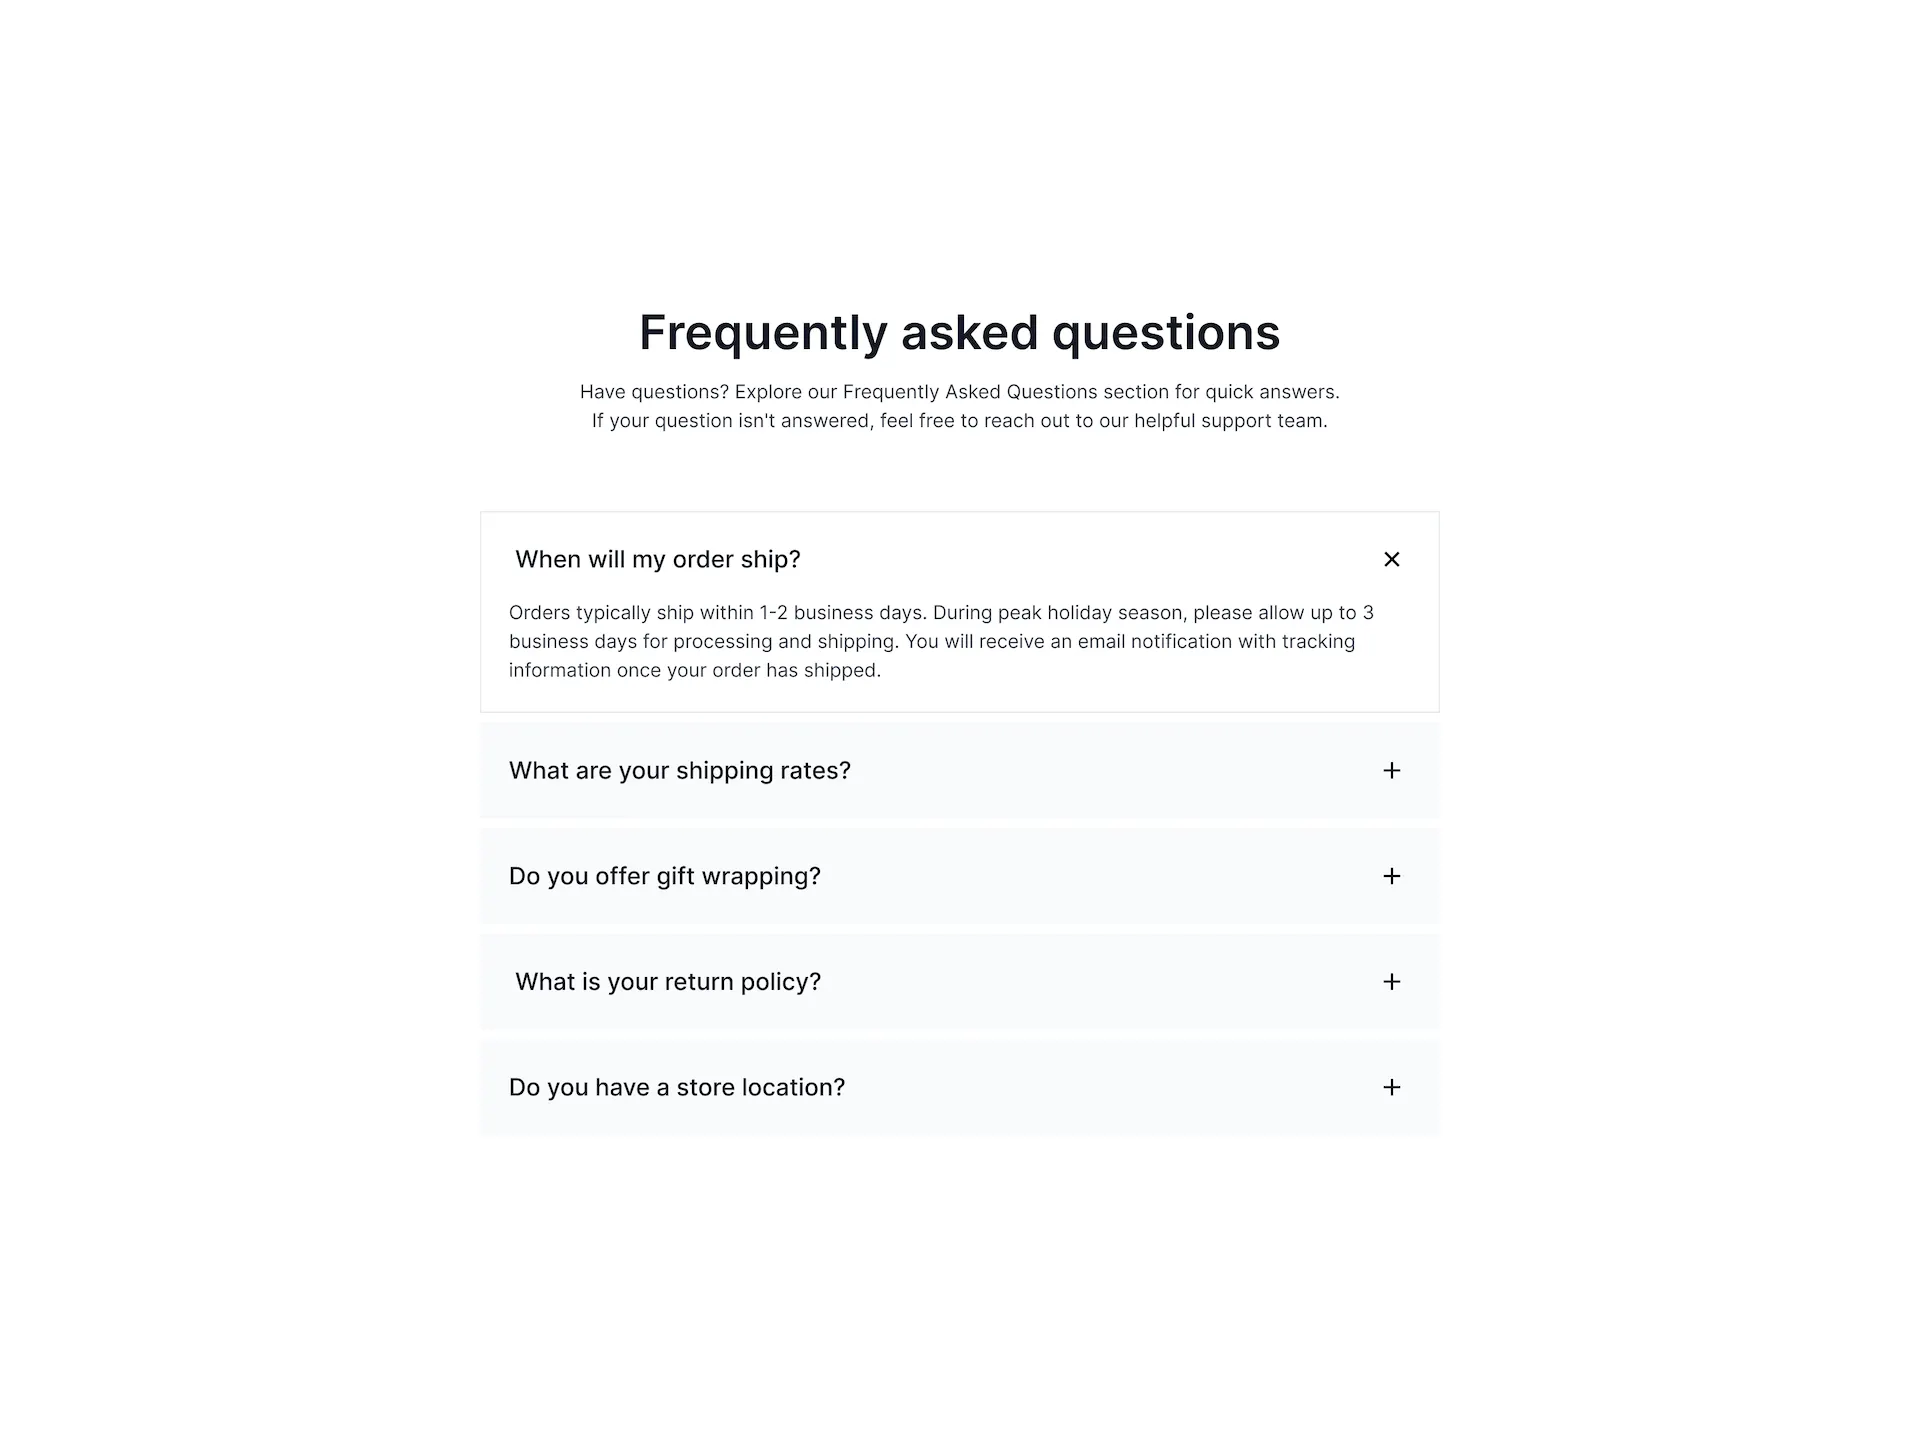 Frequently asked questions
Have questions? Explore our Frequently Asked Questions section for quick answers.
If your question isn't answered, feel free to reach out to our helpful support team.
When will my order ship?
Orders typically ship within 1-2 business days. During peak holiday season, please allow up to 3
business days for processing and shipping. You will receive an email notification with tracking
information once your order has shipped.
What are your shipping rates?
Do you offer gift wrapping?
What is your return policy?
Do you have a store location?